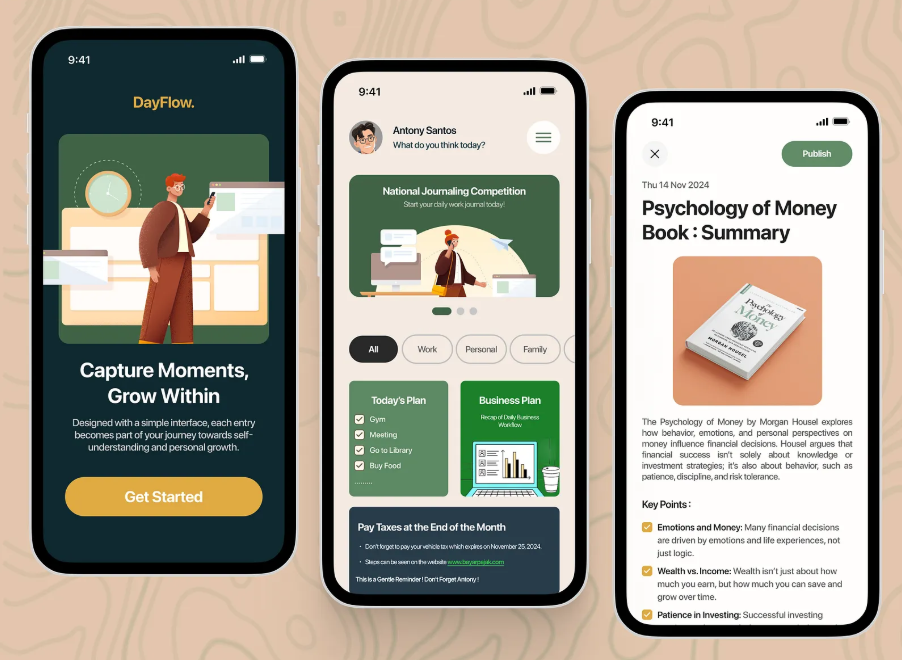 9:41
DayFlow.
Capture Moments,
Grow Within
Designed with a simple interface, each entry
becomes part of your journey towards self-
understanding and personal growth.
Get Started
9:41
Antony Santos
What do you think today?
National Journaling Competition
Start your daily work journal today!
All
Work
Personal
Family
Today's Plan
Gym
Meeting
Go to Library
Buy Food
.........
Business Plan
Recap of Daily Business
Workflow
Pay Taxes at the End of the Month
• Don't forget to pay your vehicle tax which expires on November 25, 2024.
• Steps can be seen on the website www.bayarpajak.com
This is a Gentle Reminder ! Don't Forget Antony !
9:41
Publish
Thu 14 Nov 2024
Psychology of Money
Book : Summary
The
Psychology
of
Money
MORGAN HOUSEL
The Psychology of Money by Morgan Housel explores
how behavior, emotions, and personal perspectives on
money influence financial decisions. Housel argues that
financial success isn't solely about knowledge or
investment strategies; it's also about behavior, such as
patience, discipline, and risk tolerance.
Key Points :
Emotions and Money: Many financial decisions
are driven by emotions and life experiences, not
just logic.
Wealth vs. Income: Wealth isn't just about how
much you earn, but how much you can save and
grow over time.
Patience in Investing: Successful investing